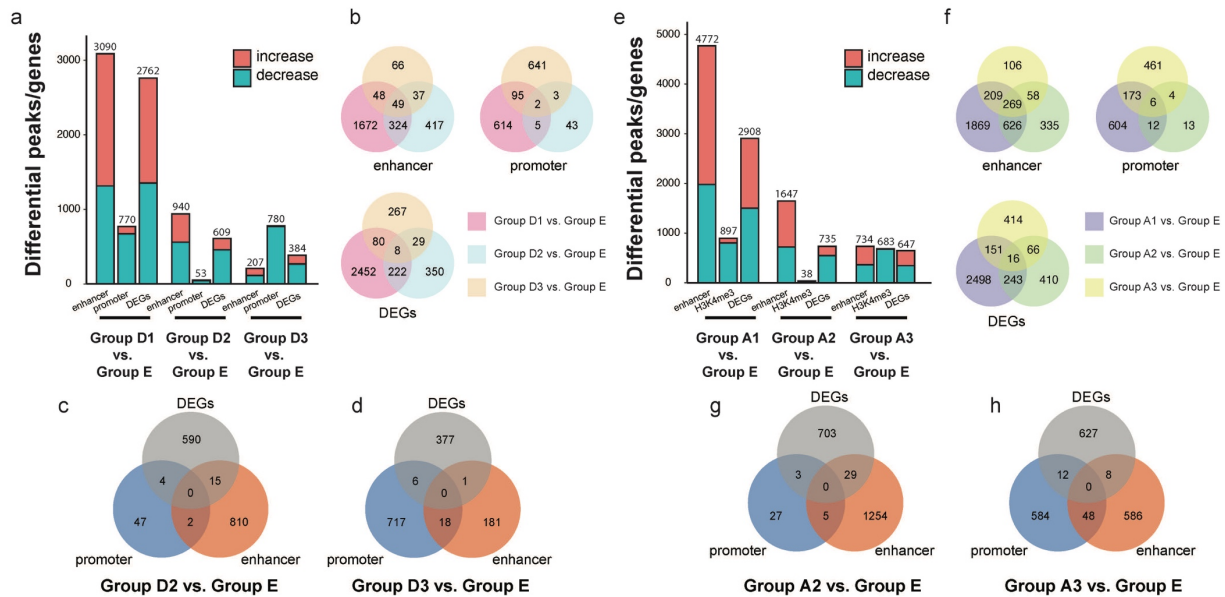 a
Differential peaks/genes
3000
2000
1000
0
3090
770
2762
940
53
609
207
780
384
increase
decrease
enhancer
promoter
DEGs
enhancer
promoter
DEGs
enhancer
promoter
DEGs
Group D1
vs.
Group E
Group D2
vs.
Group E
Group D3
vs.
Group E
b
66
48 37
49
1672 324 417
enhancer
641
95 3
2
614 5 43
promoter
267
80 29
8
2452 222 350
DEGs
Group D1 vs. Group E
Group D2 vs. Group E
Group D3 vs. Group E
c
DEGs
590
4 15
0
47 2 810
promoter
enhancer
Group D2 vs. Group E
d
DEGs
377
6 1
0
717 18 181
promoter
enhancer
Group D3 vs. Group E
e
Differential peaks/genes
5000
4000
3000
2000
1000
0
4772
897
2908
1647
38
735
734
683
647
increase
decrease
enhancer
H3K4me3
DEGs
enhancer
H3K4me3
DEGs
enhancer
H3K4me3
DEGs
Group A1
vs.
Group E
Group A2
vs.
Group E
Group A3
vs.
Group E
f
106
209 58
269
1869 626 335
enhancer
461
173 4
6
604 12 13
promoter
414
151 66
16
2498 243 410
DEGs
Group A1 vs. Group E
Group A2 vs. Group E
Group A3 vs. Group E
g
DEGs
703
3 29
0
27 5 1254
promoter
enhancer
Group A2 vs. Group E
h
DEGs
627
12 8
0
584 48 586
promoter
enhancer
Group A3 vs. Group E